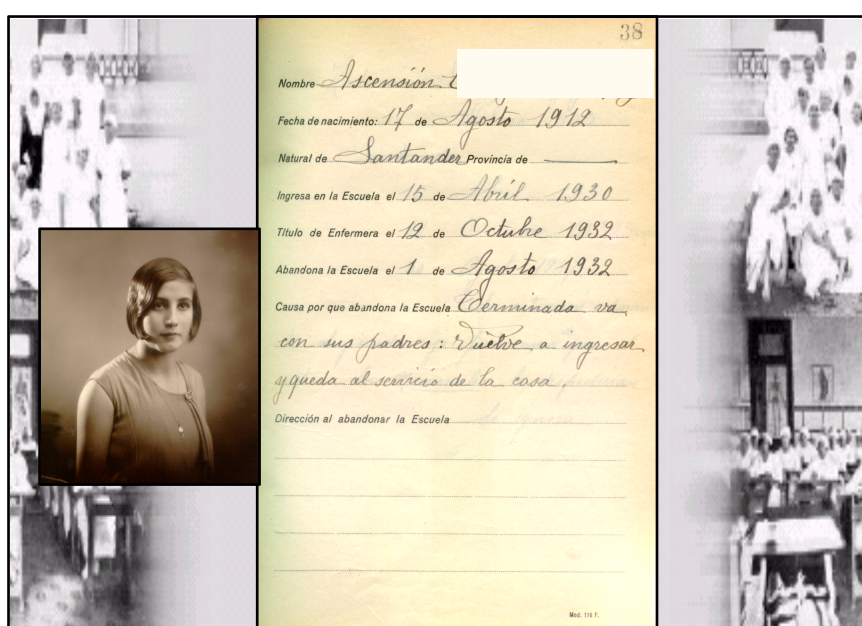 38
Nombre Ascensión
Fecha de nacimiento: 17 de Agosto 1912
Natural de Santander Provincia de
Ingresa en la Escuela el 15 de Abril 1930
Título de Enfermera el 12 de Octubre 1932
Abandona la Escuela el 1 de Agosto 1932
Causa por que abandona la Escuela Terminada va
con sus padres: Vuelve a ingresar
y queda al servicio de la casa.
Dirección al abandonar la Escuela
Mod. 116 F.